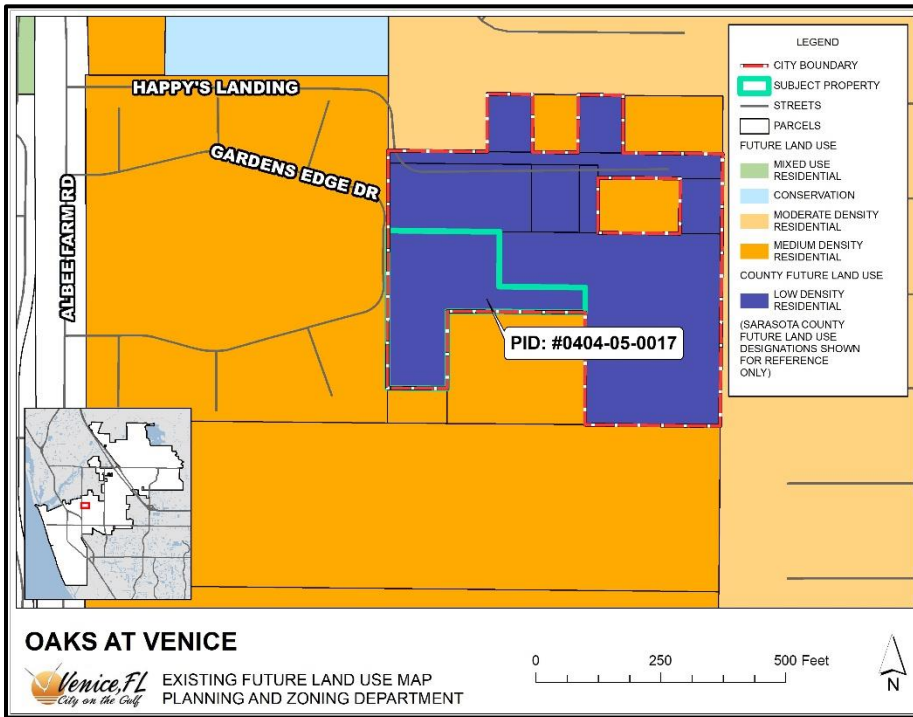 HAPPY'S LANDING
GARDENS EDGE DR
ALBEE FARM RD
PID: #0404-05-0017
LEGEND
CITY BOUNDARY
SUBJECT PROPERTY
STREETS
PARCELS
FUTURE LAND USE
MIXED USE
RESIDENTIAL
CONSERVATION
MODERATE DENSITY
RESIDENTIAL
MEDIUM DENSITY
RESIDENTIAL
COUNTY FUTURE LAND USE
LOW DENSITY
RESIDENTIAL
(SARASOTA COUNTY
FUTURE LAND USE
DESIGNATIONS SHOWN
FOR REFERENCE
ONLY)
OAKS AT VENICE
Venice, FL
City on the Gulf
EXISTING FUTURE LAND USE MAP
PLANNING AND ZONING DEPARTMENT
0 250 500 Feet
N